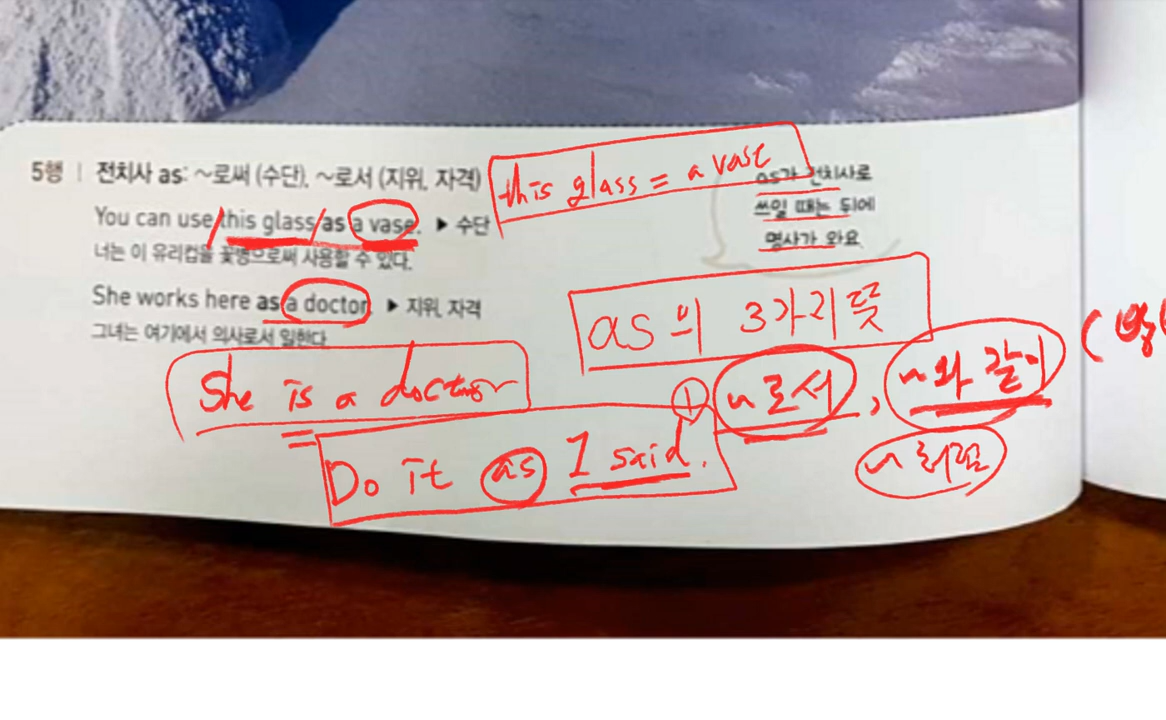 5행 | 전치사 as: ~로써 (수단), ~로서 (지위, 자격)
You can use this glass as a vase. ▶ 수단
너는 이 유리컵을 꽃병으로써 사용할 수 있다.
She works here as a doctor. ▶ 지위, 자격
그녀는 여기에서 의사로서 일한다.
this glass = a vase
as가 전치사로
쓰일 때는 뒤에
명사가 와요.
as의 3가지 뜻
① ~로서, ~와 같이
~처럼
She is a doctor
Do it as I said.